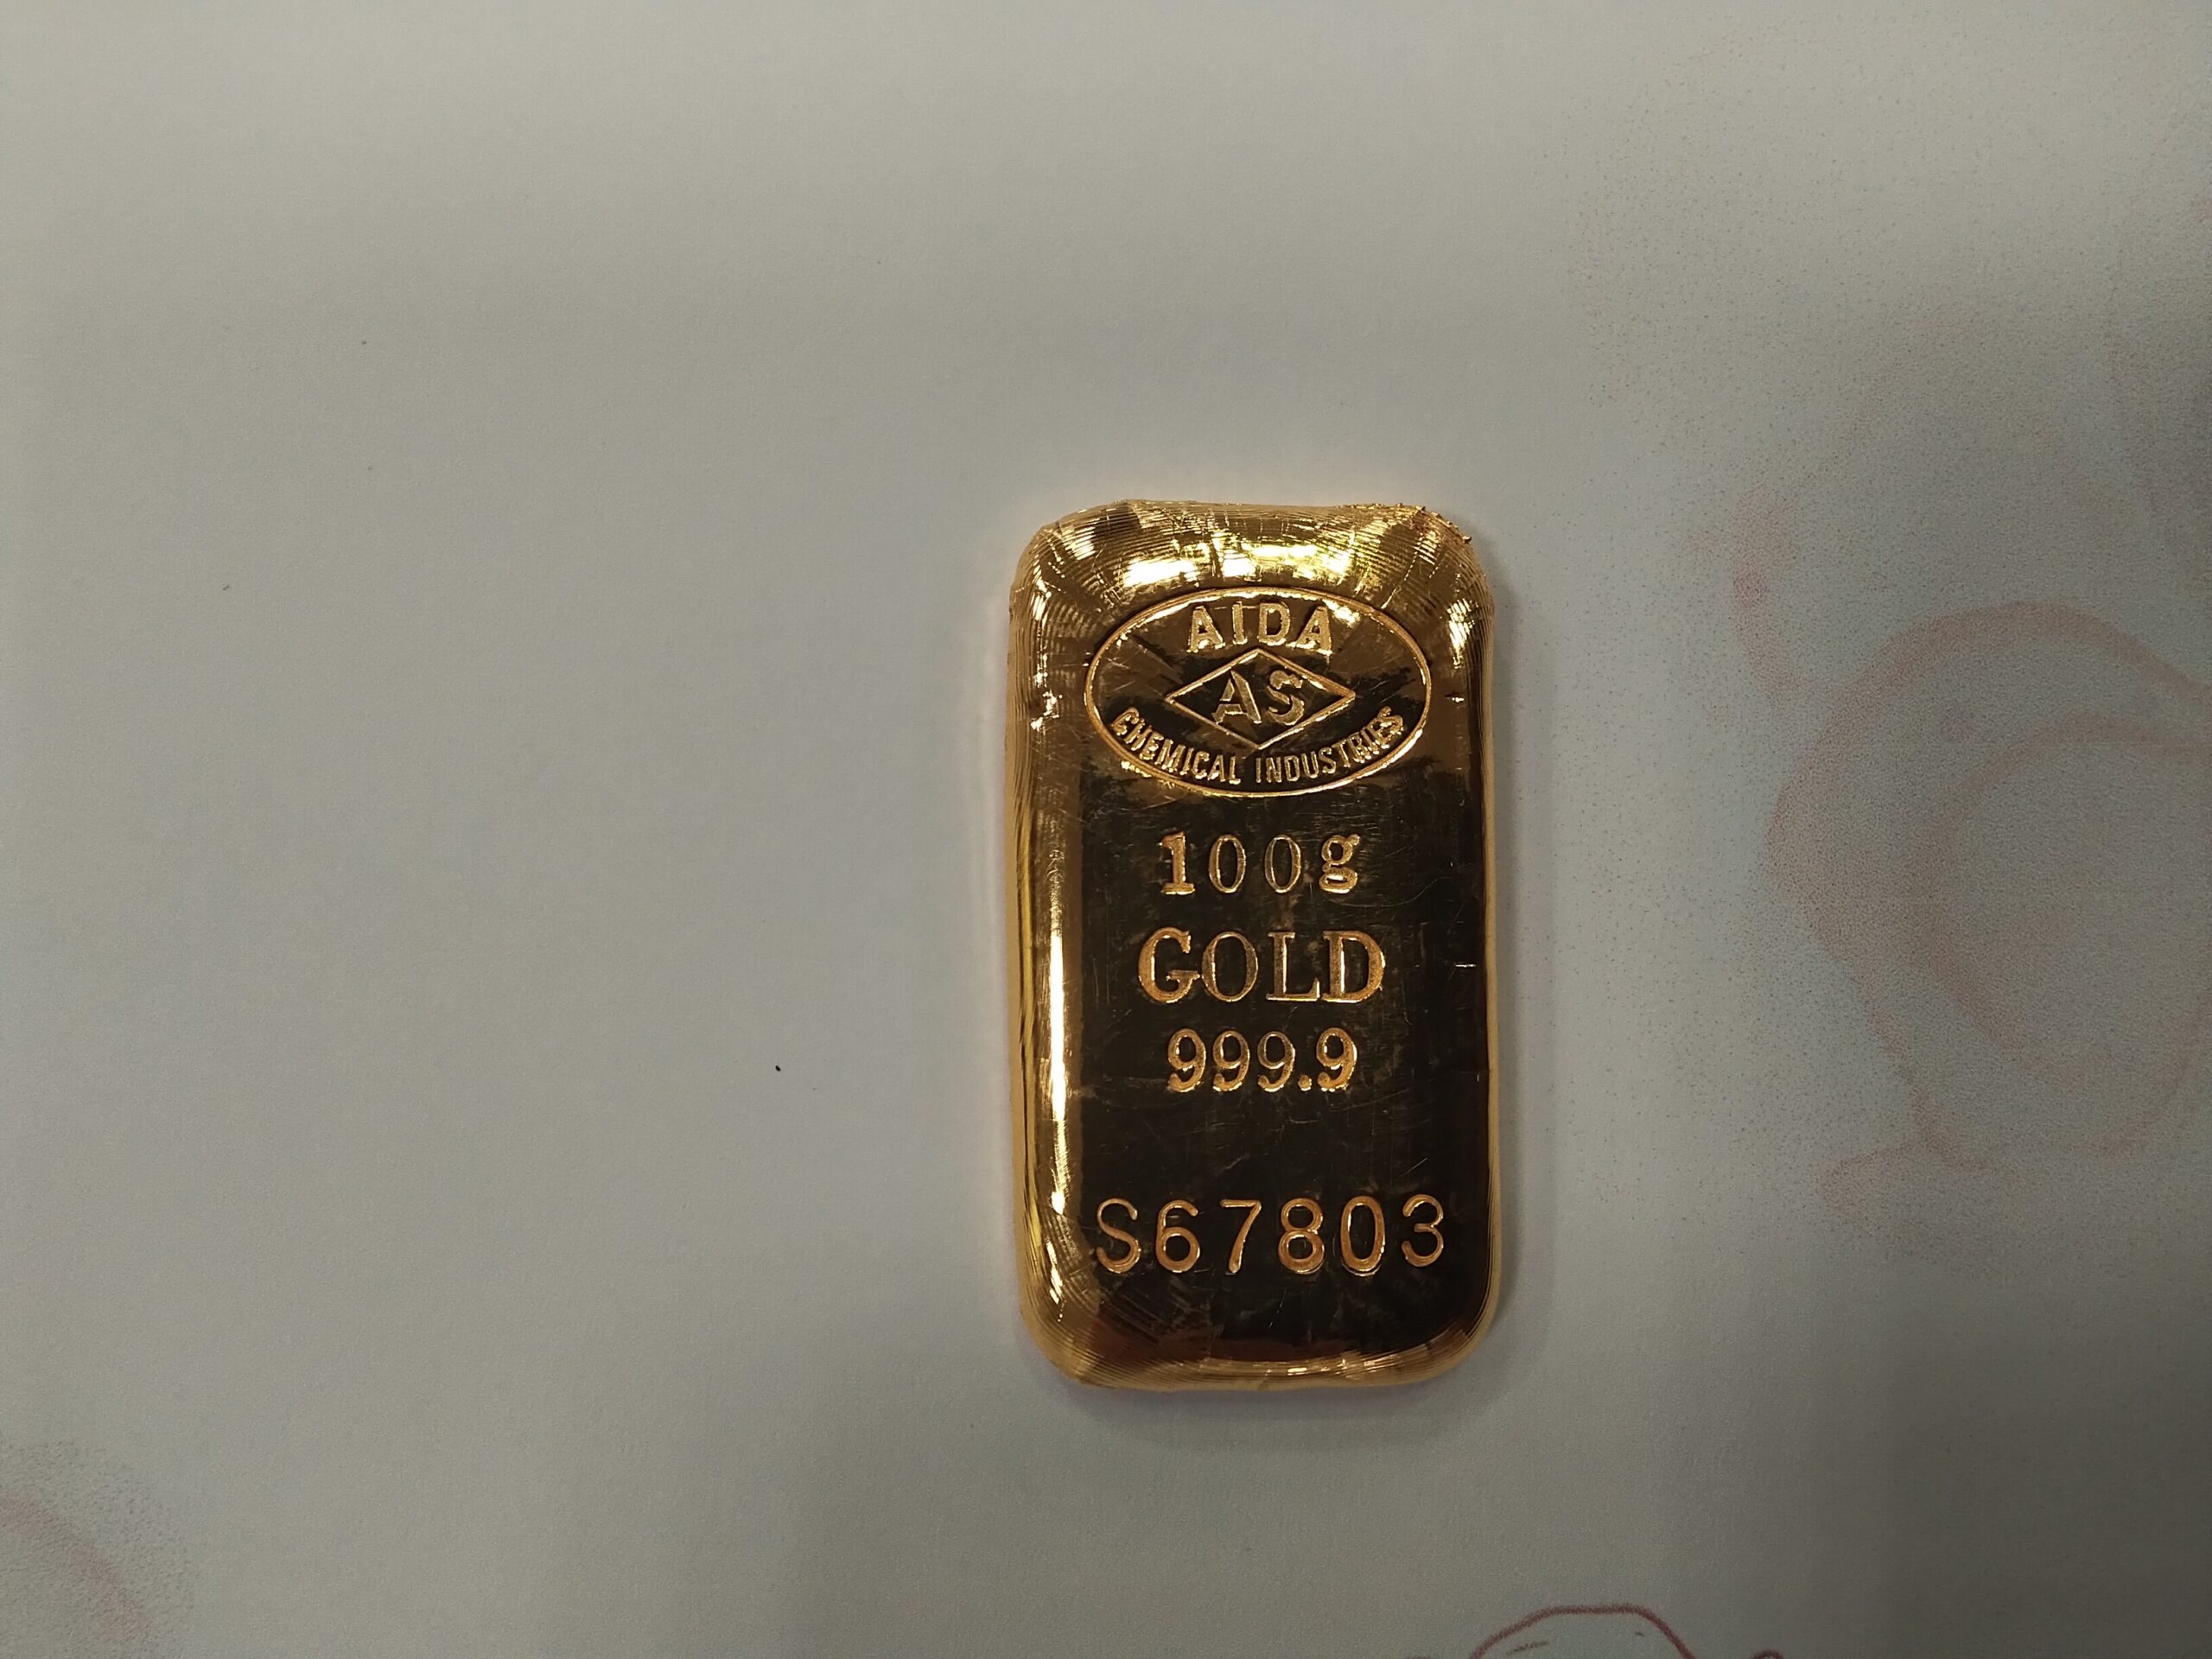 AIDA
AS
CHEMICAL INDUSTRIES
100g
GOLD
999.9
S67803